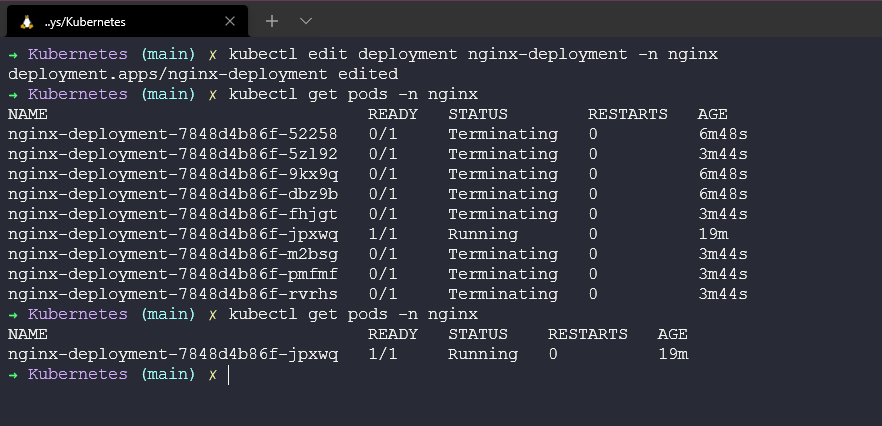 ..ys/Kubernetes
→ Kubernetes (main) ✗ kubectl edit deployment nginx-deployment -n nginx
deployment.apps/nginx-deployment edited
→ Kubernetes (main) ✗ kubectl get pods -n nginx
NAME READY STATUS RESTARTS AGE
nginx-deployment-7848d4b86f-52258 0/1 Terminating 0 6m48s
nginx-deployment-7848d4b86f-5zl92 0/1 Terminating 0 3m44s
nginx-deployment-7848d4b86f-9kx9q 0/1 Terminating 0 6m48s
nginx-deployment-7848d4b86f-dbz9b 0/1 Terminating 0 6m48s
nginx-deployment-7848d4b86f-fhjgt 0/1 Terminating 0 3m44s
nginx-deployment-7848d4b86f-jpxwq 1/1 Running 0 19m
nginx-deployment-7848d4b86f-m2bsg 0/1 Terminating 0 3m44s
nginx-deployment-7848d4b86f-pmfmf 0/1 Terminating 0 3m44s
nginx-deployment-7848d4b86f-rvrhs 0/1 Terminating 0 3m44s
→ Kubernetes (main) ✗ kubectl get pods -n nginx
NAME READY STATUS RESTARTS AGE
nginx-deployment-7848d4b86f-jpxwq 1/1 Running 0 19m
→ Kubernetes (main) ✗